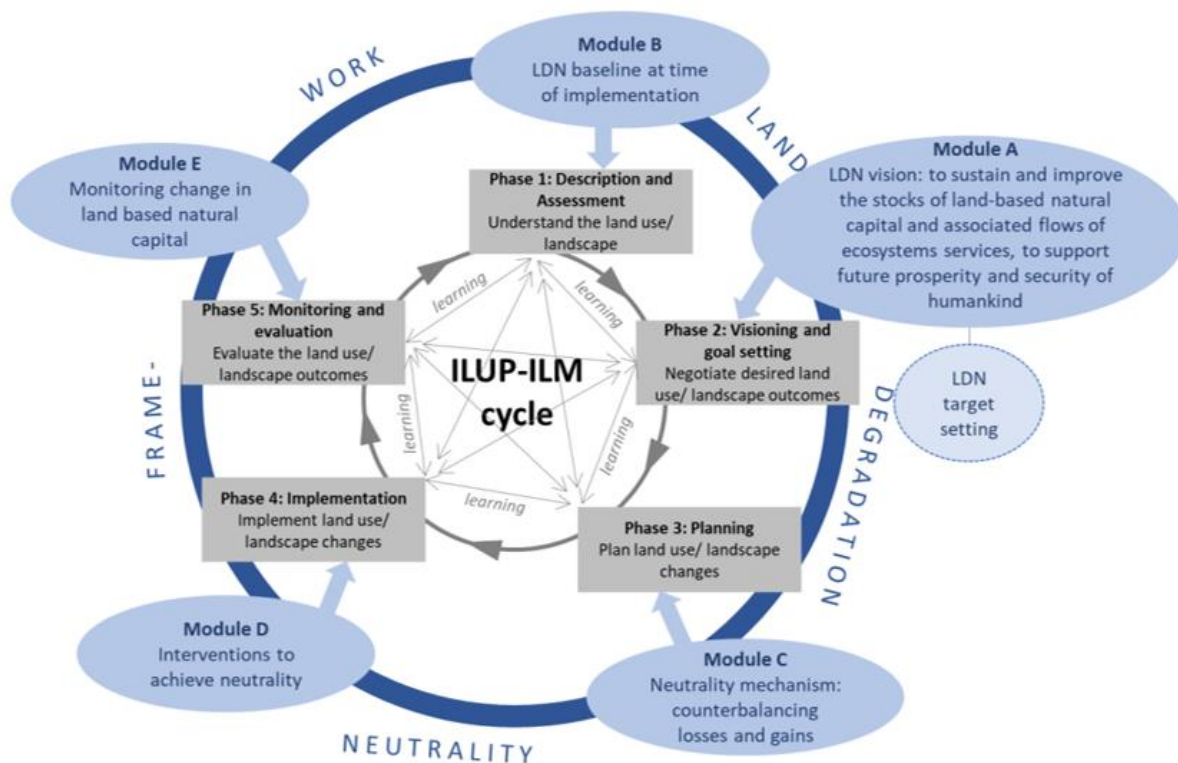 WORK
LAND
DEGRADATION
NEUTRALITY
FRAME-
Module B
LDN baseline at time
of implementation
Module A
LDN vision: to sustain and improve
the stocks of land-based natural
capital and associated flows of
ecosystems services, to support
future prosperity and security of
humankind
LDN
target
setting
Module E
Monitoring change in
land based natural
capital
Phase 1: Description and
Assessment
Understand the land use/
landscape
Phase 5: Monitoring and
evaluation
Evaluate the land use/
landscape outcomes
Phase 2: Visioning and
goal setting
Negotiate desired land
use/ landscape outcomes
learning
learning
ILUP-ILM
cycle
learning
learning
learning
Phase 4: Implementation
Implement land use/
landscape changes
Phase 3: Planning
Plan land use/ landscape
changes
Module D
Interventions to
achieve neutrality
Module C
Neutrality mechanism:
counterbalancing
losses and gains